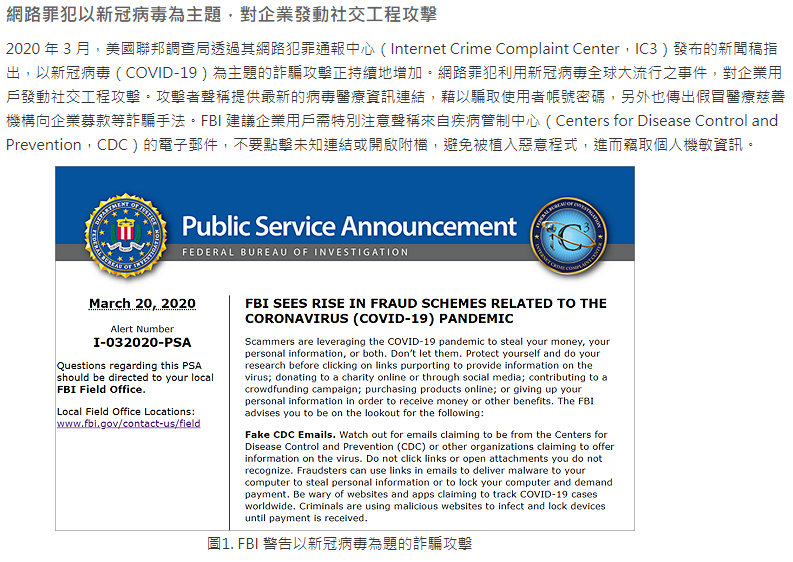 網路罪犯以新冠病毒為主題，對企業發動社交工程攻擊
2020 年 3 月，美國聯邦調查局透過其網路犯罪通報中心（Internet Crime Complaint Center，IC3）發布的新聞稿指
出，以新冠病毒（COVID-19）為主題的詐騙攻擊正持續地增加。網路罪犯利用新冠病毒全球大流行之事件，對企業用
戶發動社交工程攻擊。攻擊者聲稱提供最新的病毒醫療資訊連結，藉以騙取使用者帳號密碼，另外也傳出假冒醫療慈善
機構向企業募款等詐騙手法。FBI 建議企業用戶需特別注意聲稱來自疾病管制中心（Centers for Disease Control and
Prevention，CDC）的電子郵件，不要點擊未知連結或開啟附檔，避免被植入惡意程式，進而竊取個人機敏資訊。
Public Service Announcement
FEDERAL BUREAU OF INVESTIGATION
March 20, 2020
Alert Number
I-032020-PSA
Questions regarding this PSA
should be directed to your local
FBI Field Office.
Local Field Office Locations:
www.fbi.gov/contact-us/field
FBI SEES RISE IN FRAUD SCHEMES RELATED TO THE
CORONAVIRUS (COVID-19) PANDEMIC
Scammers are leveraging the COVID-19 pandemic to steal your money, your
personal information, or both. Don't let them. Protect yourself and do your
research before clicking on links purporting to provide information on the
virus; donating to a charity online or through social media; contributing to a
crowdfunding campaign; purchasing products online; or giving up your
personal information in order to receive money or other benefits. The FBI
advises you to be on the lookout for the following:
Fake CDC Emails. Watch out for emails claiming to be from the Centers for
Disease Control and Prevention (CDC) or other organizations claiming to offer
information on the virus. Do not click links or open attachments you do not
recognize. Fraudsters can use links in emails to deliver malware to your
computer to steal personal information or to lock your computer and demand
payment. Be wary of websites and apps claiming to track COVID-19 cases
worldwide. Criminals are using malicious websites to infect and lock devices
until payment is received.
圖1. FBI 警告以新冠病毒為題的詐騙攻擊